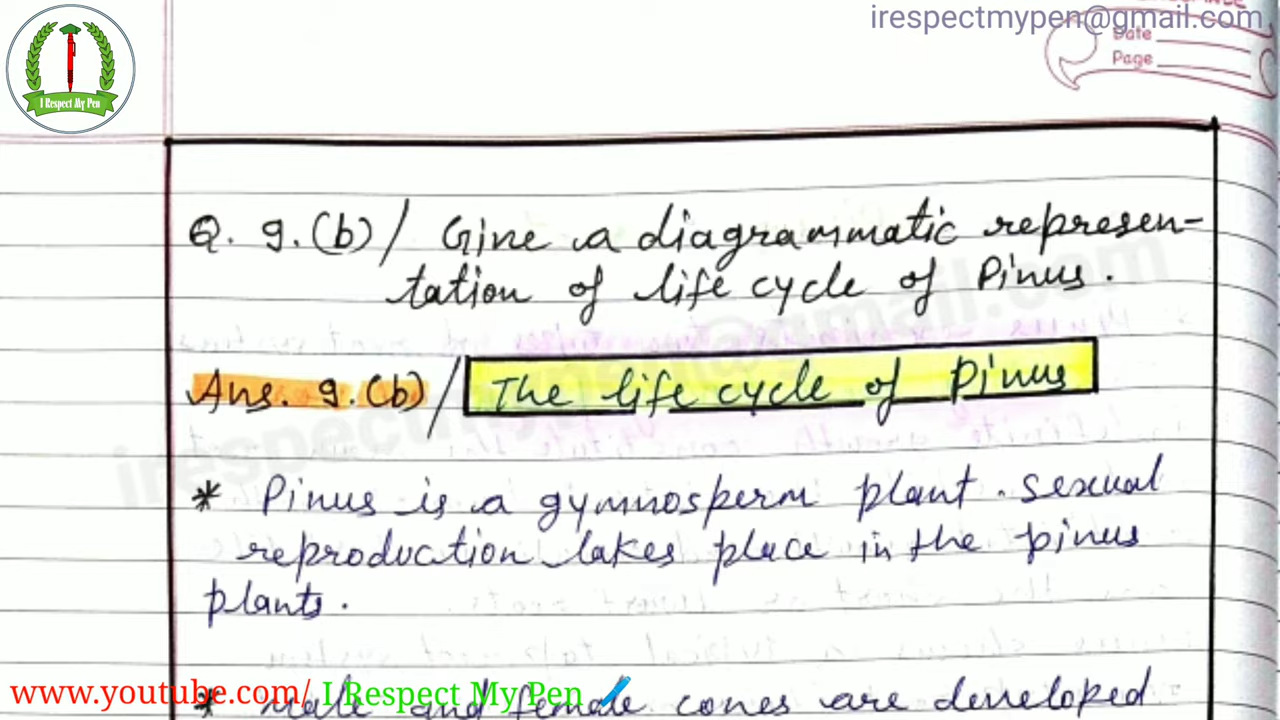 irespectmypen@gmail.com
Date
Page
I Respect My Pen
Q. 9.(b)/ Give a diagrammatic represen-
tation of life cycle of Pinus.
Ans. 9.(b)/ The life cycle of Pinus
* Pinus is a gymnosperm plant. sexual
reproduction takes place in the pinus
plants.
* Male and female cones are developed
www.youtube.com/ I Respect My Pen